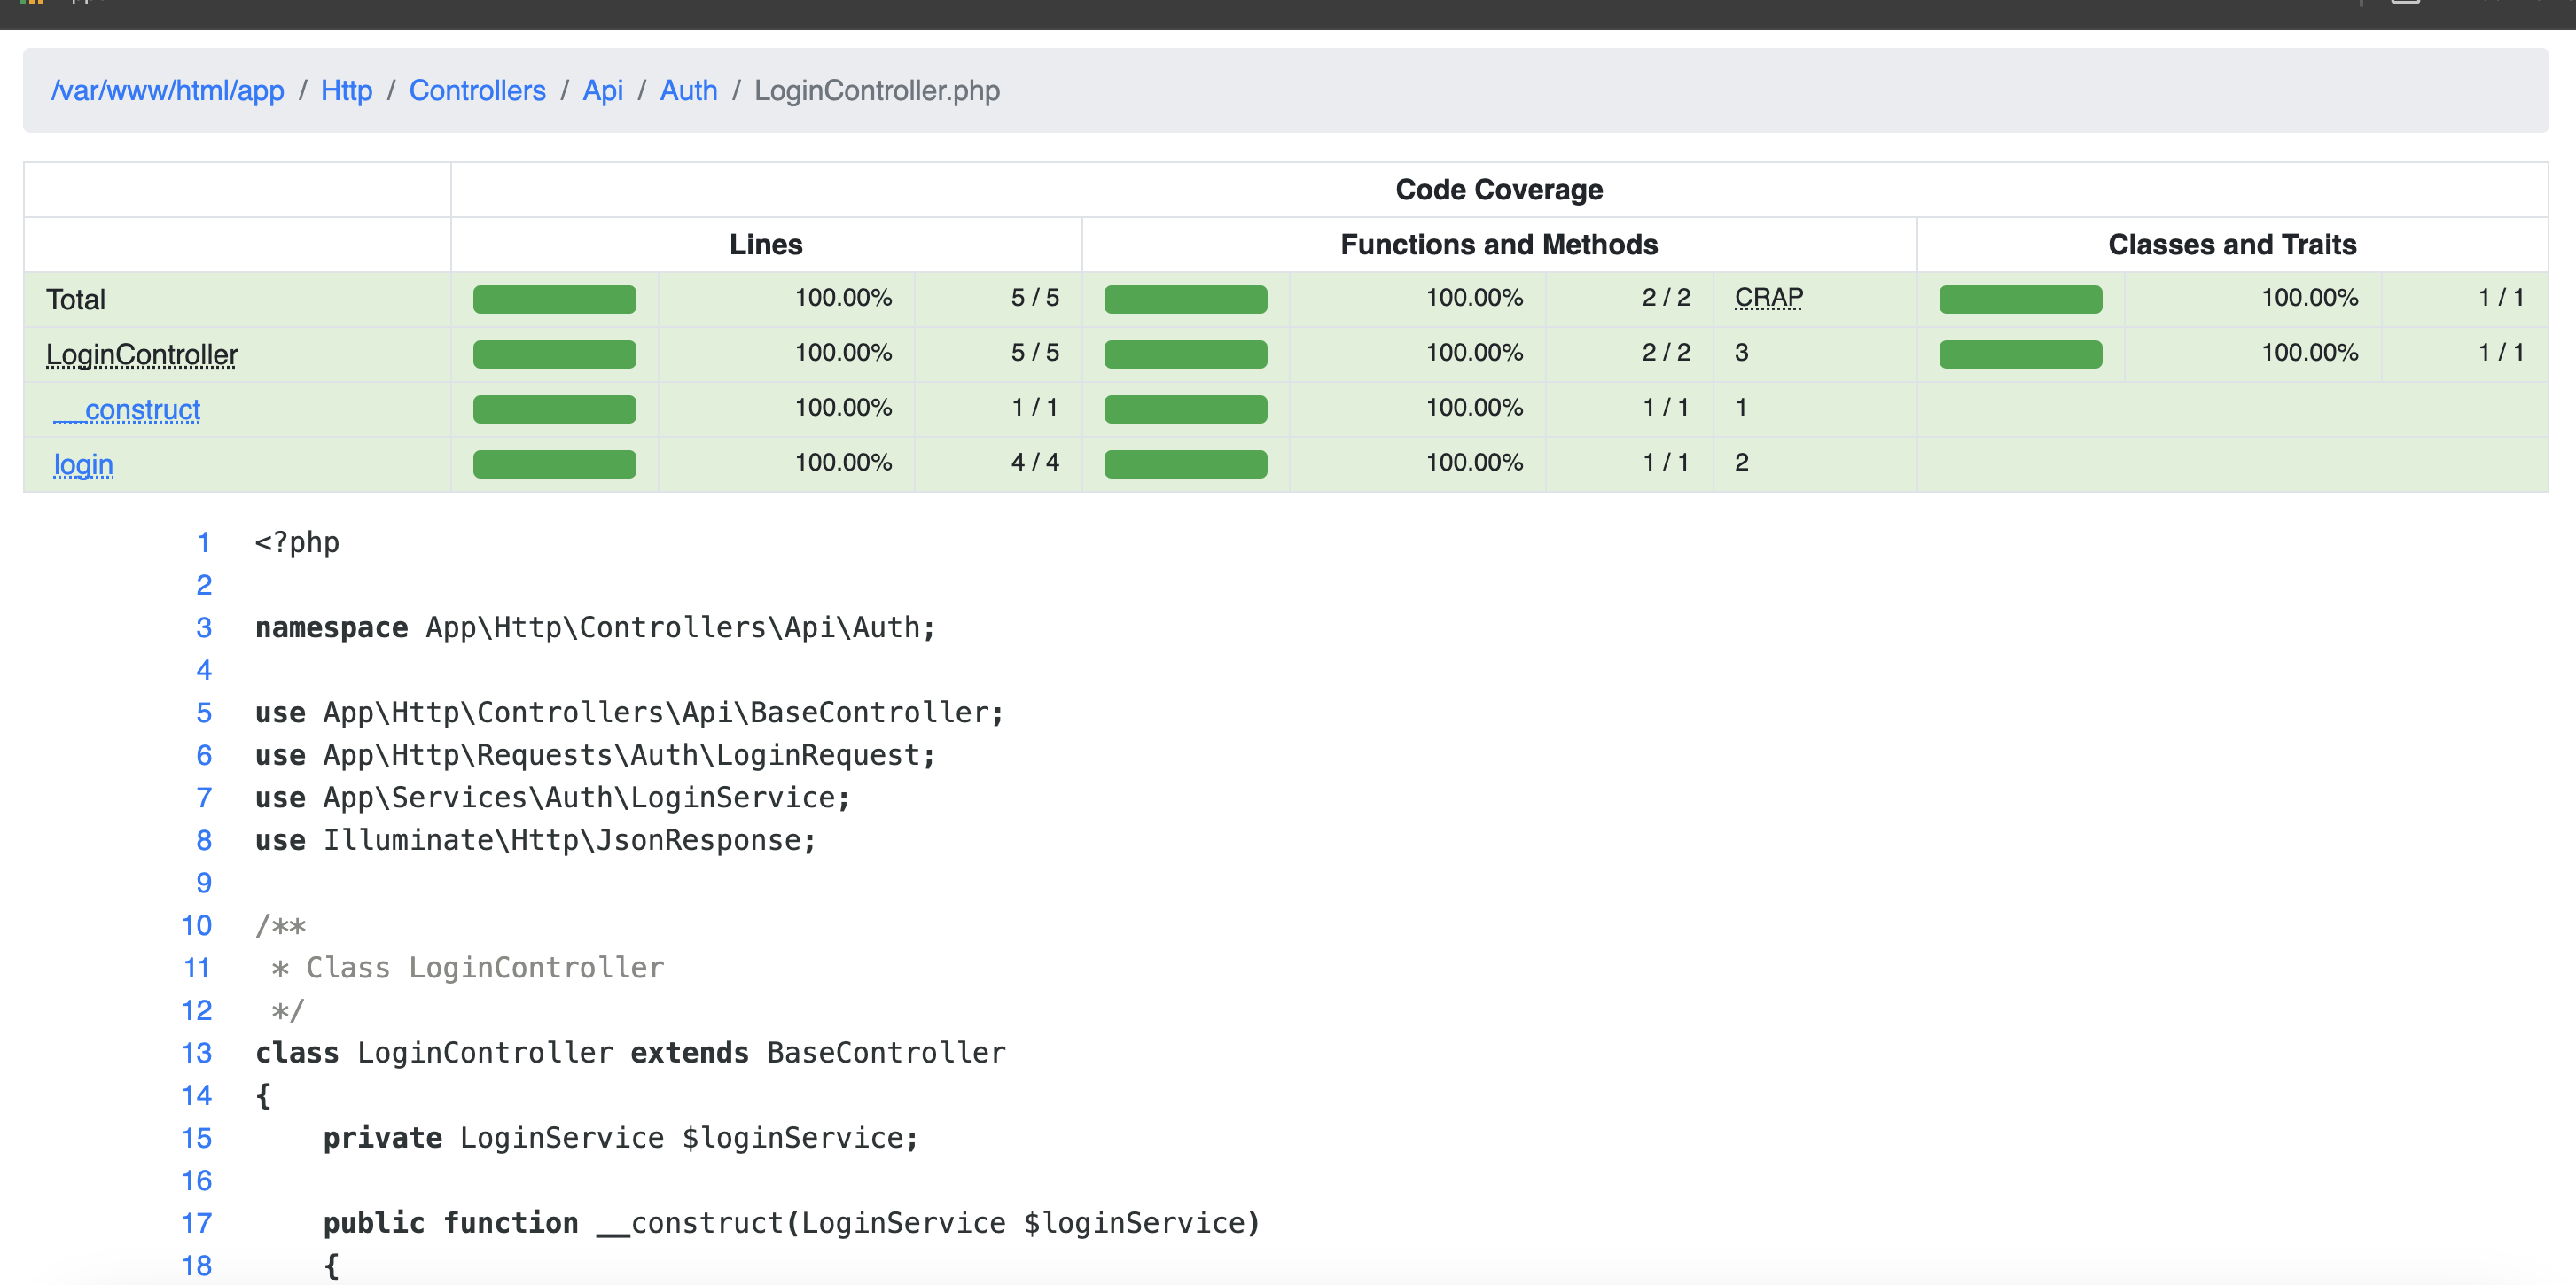 /var/www/html/app / Http / Controllers / Api / Auth / LoginController.php
Code Coverage
Lines Functions and Methods Classes and Traits
Total 100.00% 5 / 5 100.00% 2 / 2 CRAP 100.00% 1 / 1
LoginController 100.00% 5 / 5 100.00% 2 / 2 3 100.00% 1 / 1
__construct 100.00% 1 / 1 100.00% 1 / 1 1
login 100.00% 4 / 4 100.00% 1 / 1 2
1 <?php
2
3 namespace App\Http\Controllers\Api\Auth;
4
5 use App\Http\Controllers\Api\BaseController;
6 use App\Http\Requests\Auth\LoginRequest;
7 use App\Services\Auth\LoginService;
8 use Illuminate\Http\JsonResponse;
9
10 /**
11  * Class LoginController
12  */
13 class LoginController extends BaseController
14 {
15     private LoginService $loginService;
16
17     public function __construct(LoginService $loginService)
18     {